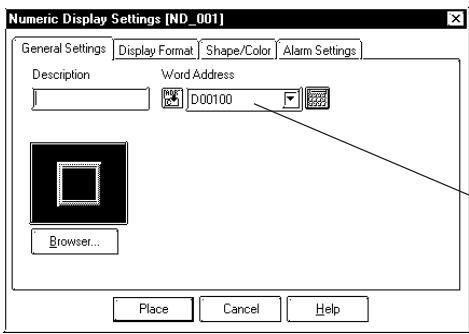 Numeric Display Settings [ND_001]
General Settings Display Format Shape/Color Alarm Settings
Description Word Address
D00100
Browser...
Place Cancel Help